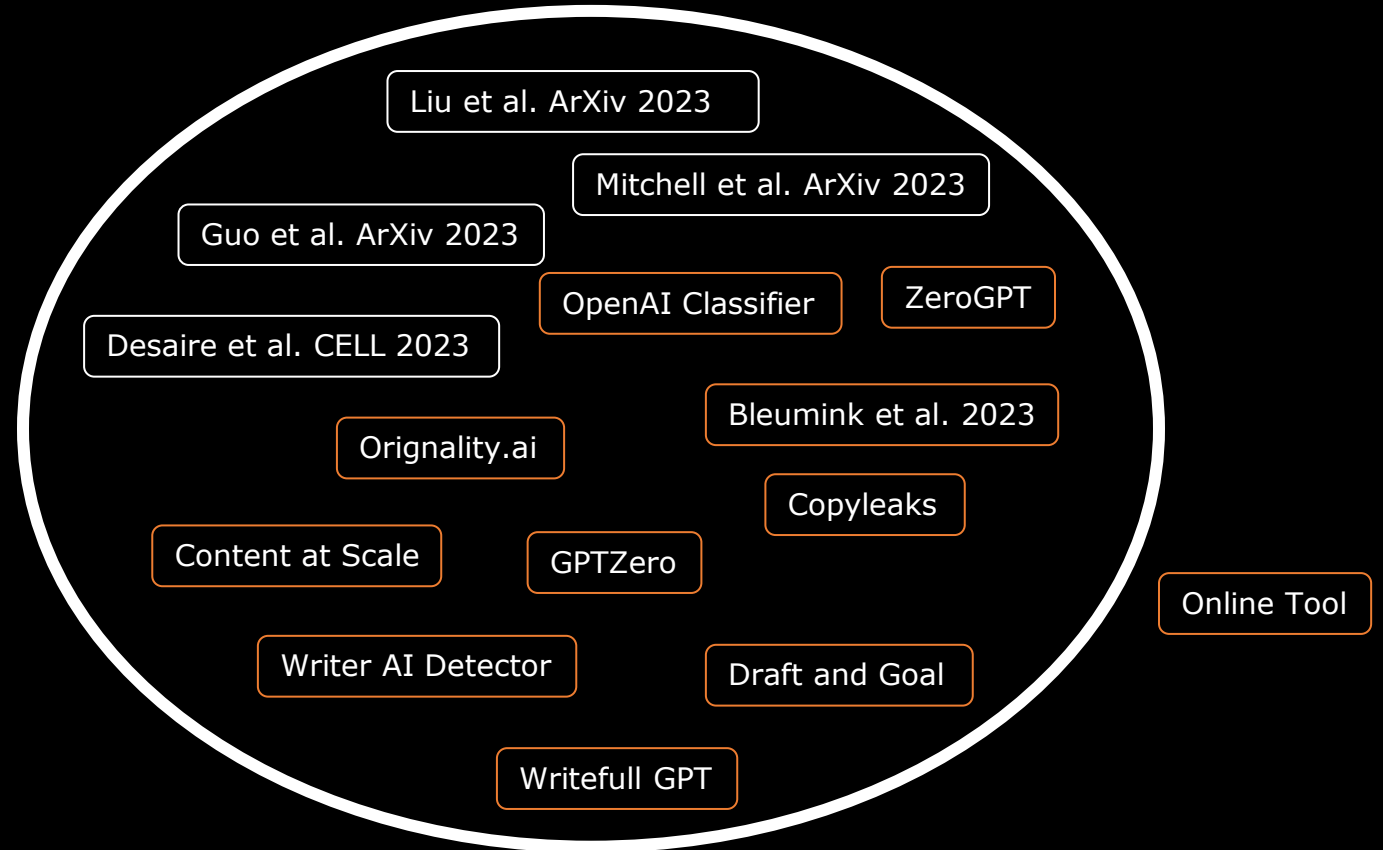 Liu et al. ArXiv 2023
Mitchell et al. ArXiv 2023
Guo et al. ArXiv 2023
OpenAI Classifier
ZeroGPT
Desaire et al. CELL 2023
Bleumink et al. 2023
Orignality.ai
Copyleaks
Content at Scale
GPTZero
Online Tool
Writer AI Detector
Draft and Goal
Writefull GPT